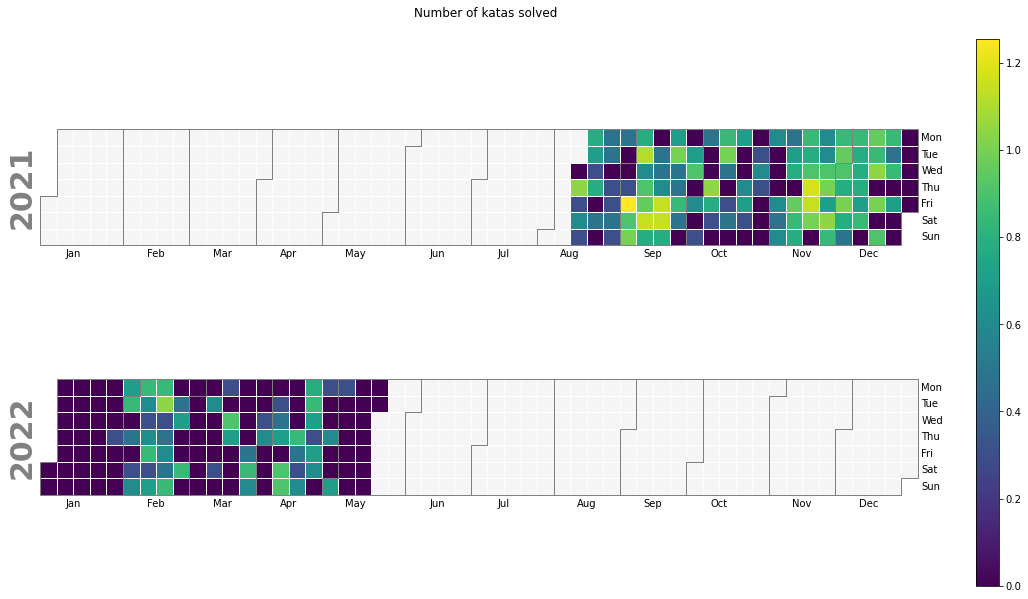 Number of katas solved
2021
Mon
Tue
Wed
Thu
Fri
Sat
Sun
Jan Feb Mar Apr May Jun Jul Aug Sep Oct Nov Dec
2022
Mon
Tue
Wed
Thu
Fri
Sat
Sun
Jan Feb Mar Apr May Jun Jul Aug Sep Oct Nov Dec
1.2
1.0
0.8
0.6
0.4
0.2
0.0